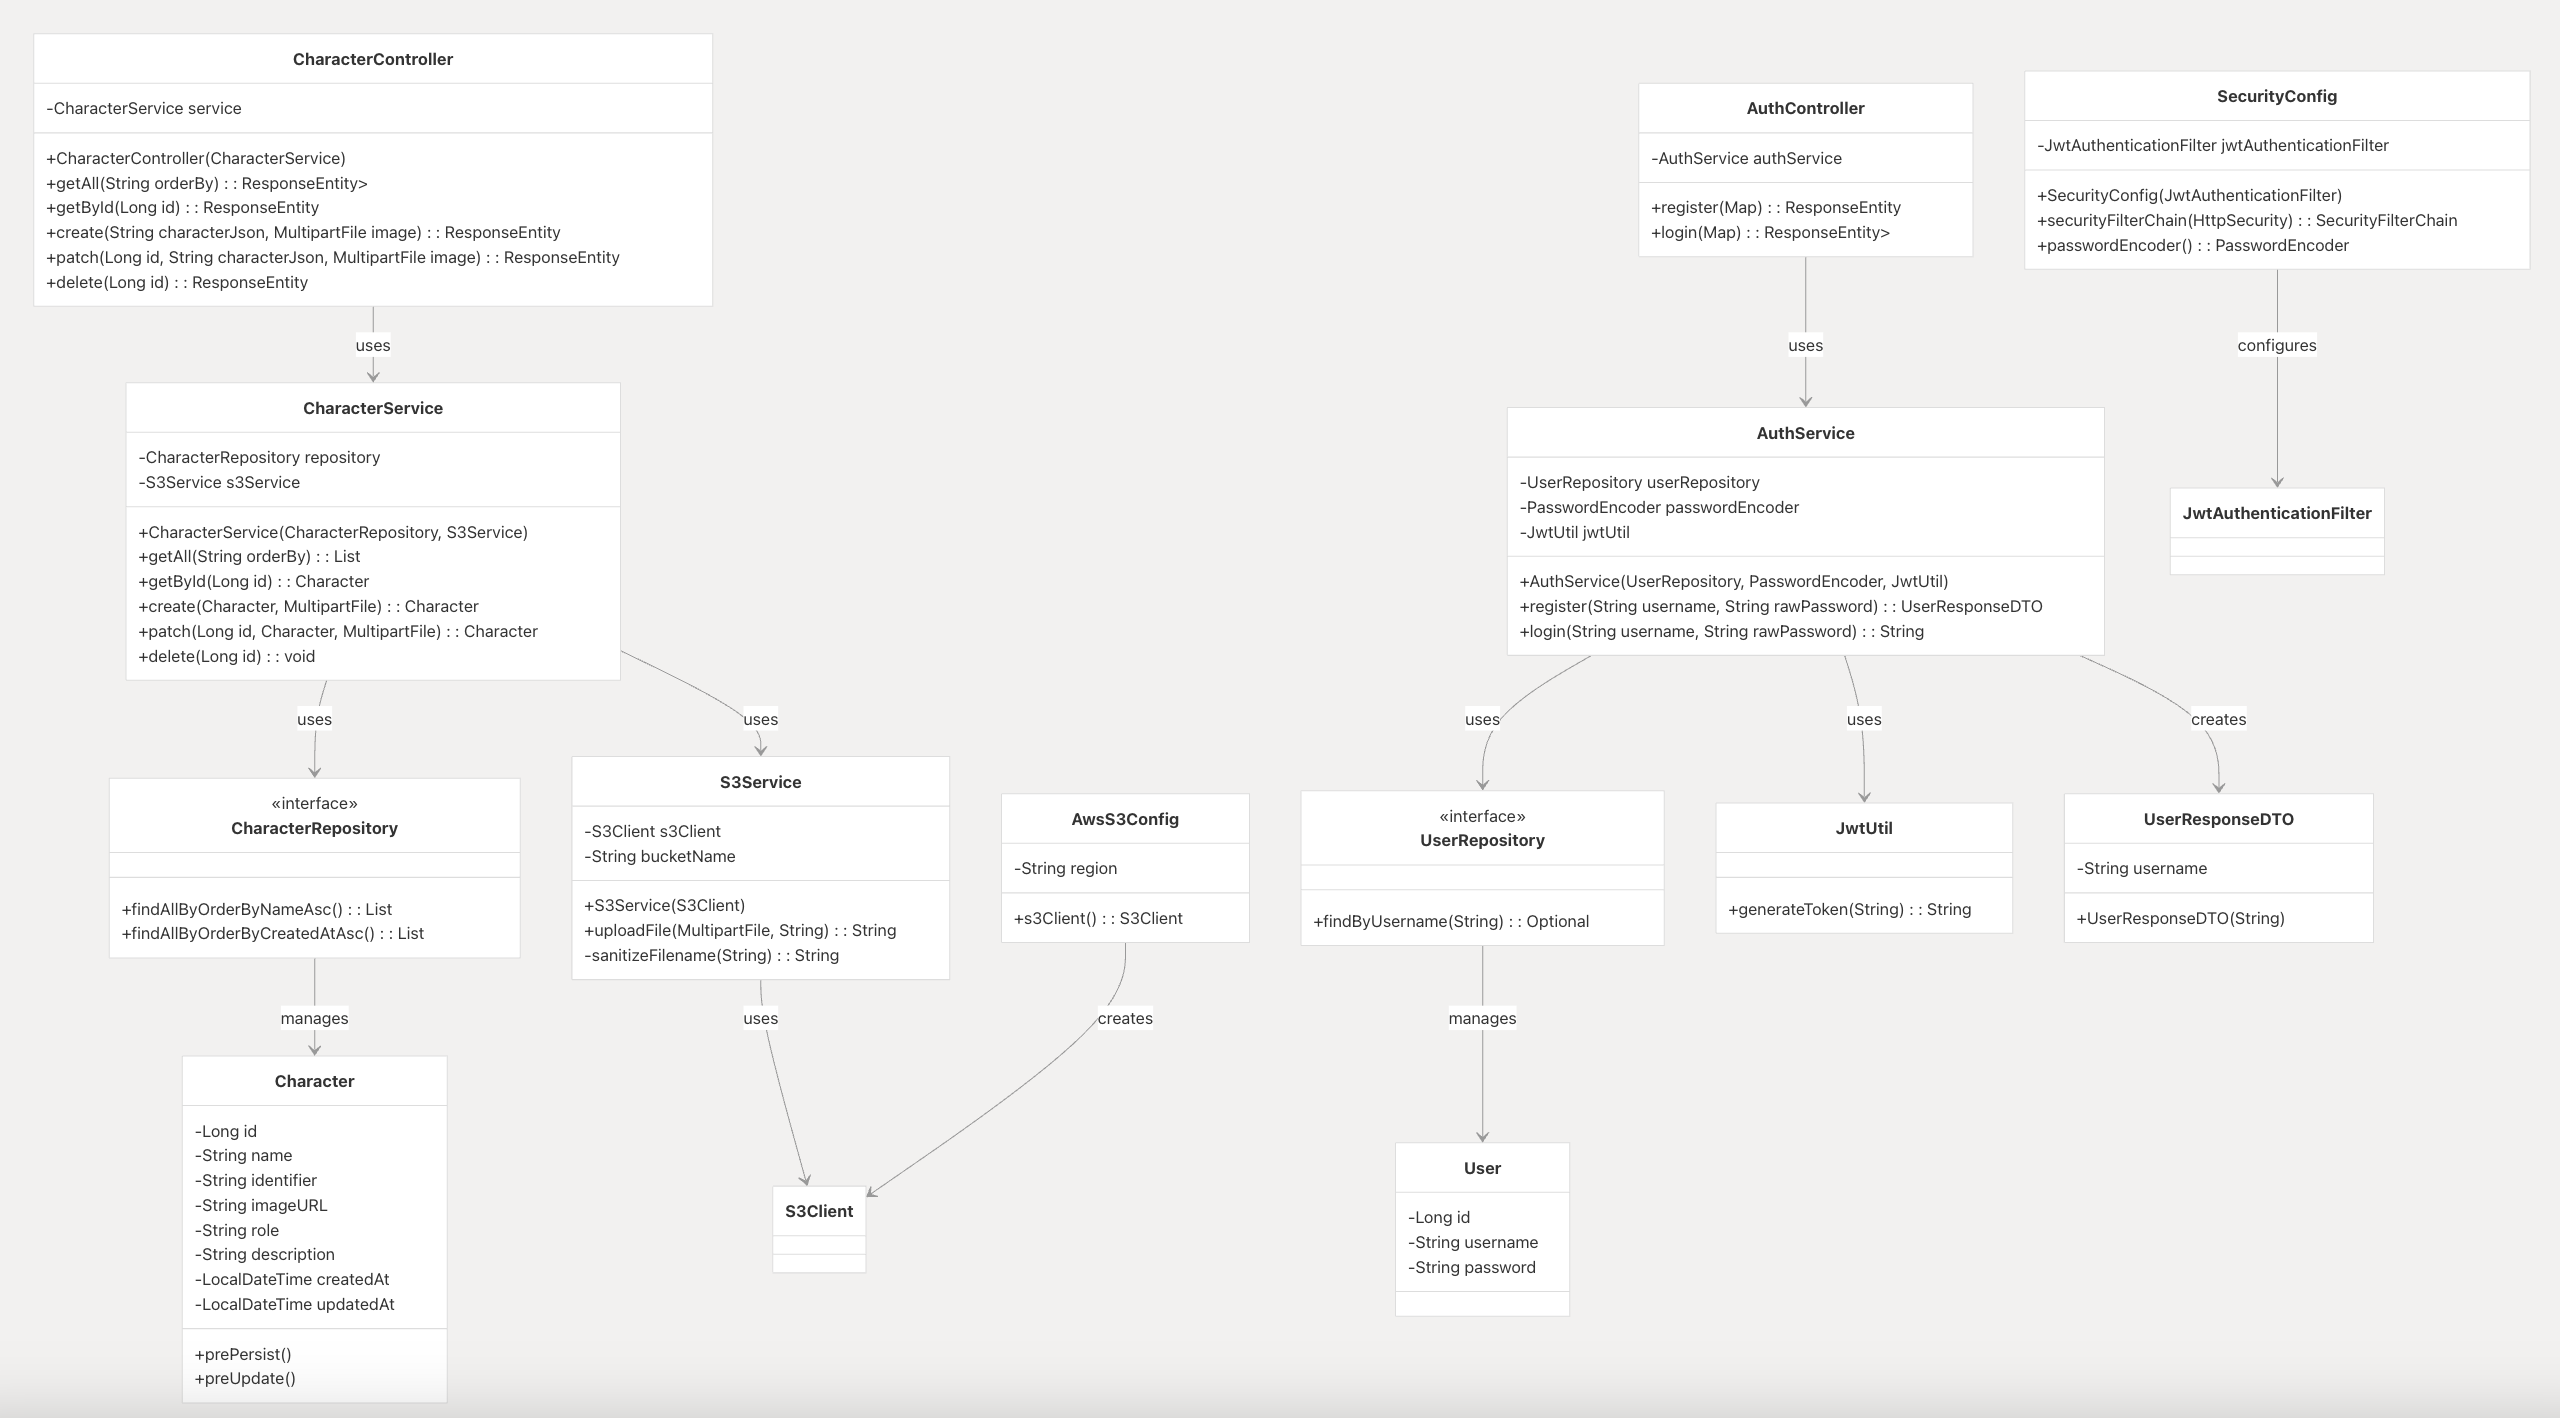 CharacterController
-CharacterService service
+CharacterController(CharacterService)
+getAll(String orderBy) : : ResponseEntity>
+getById(Long id) : : ResponseEntity
+create(String characterJson, MultipartFile image) : : ResponseEntity
+patch(Long id, String characterJson, MultipartFile image) : : ResponseEntity
+delete(Long id) : : ResponseEntity
uses
CharacterService
-CharacterRepository repository
-S3Service s3Service
+CharacterService(CharacterRepository, S3Service)
+getAll(String orderBy) : : List
+getById(Long id) : : Character
+create(Character, MultipartFile) : : Character
+patch(Long id, Character, MultipartFile) : : Character
+delete(Long id) : : void
uses
uses
«interface»
CharacterRepository
+findAllByOrderByNameAsc() : : List
+findAllByOrderByCreatedAtAsc() : : List
manages
Character
-Long id
-String name
-String identifier
-String imageURL
-String role
-String description
-LocalDateTime createdAt
-LocalDateTime updatedAt
+prePersist()
+preUpdate()
S3Service
-S3Client s3Client
-String bucketName
+S3Service(S3Client)
+uploadFile(MultipartFile, String) : : String
-sanitizeFilename(String) : : String
uses
AwsS3Config
-String region
+s3Client() : : S3Client
creates
S3Client
AuthController
-AuthService authService
+register(Map) : : ResponseEntity
+login(Map) : : ResponseEntity>
uses
AuthService
-UserRepository userRepository
-PasswordEncoder passwordEncoder
-JwtUtil jwtUtil
+AuthService(UserRepository, PasswordEncoder, JwtUtil)
+register(String username, String rawPassword) : : UserResponseDTO
+login(String username, String rawPassword) : : String
uses
uses
creates
«interface»
UserRepository
+findByUsername(String) : : Optional
manages
User
-Long id
-String username
-String password
JwtUtil
+generateToken(String) : : String
UserResponseDTO
-String username
+UserResponseDTO(String)
SecurityConfig
-JwtAuthenticationFilter jwtAuthenticationFilter
+SecurityConfig(JwtAuthenticationFilter)
+securityFilterChain(HttpSecurity) : : SecurityFilterChain
+passwordEncoder() : : PasswordEncoder
configures
JwtAuthenticationFilter